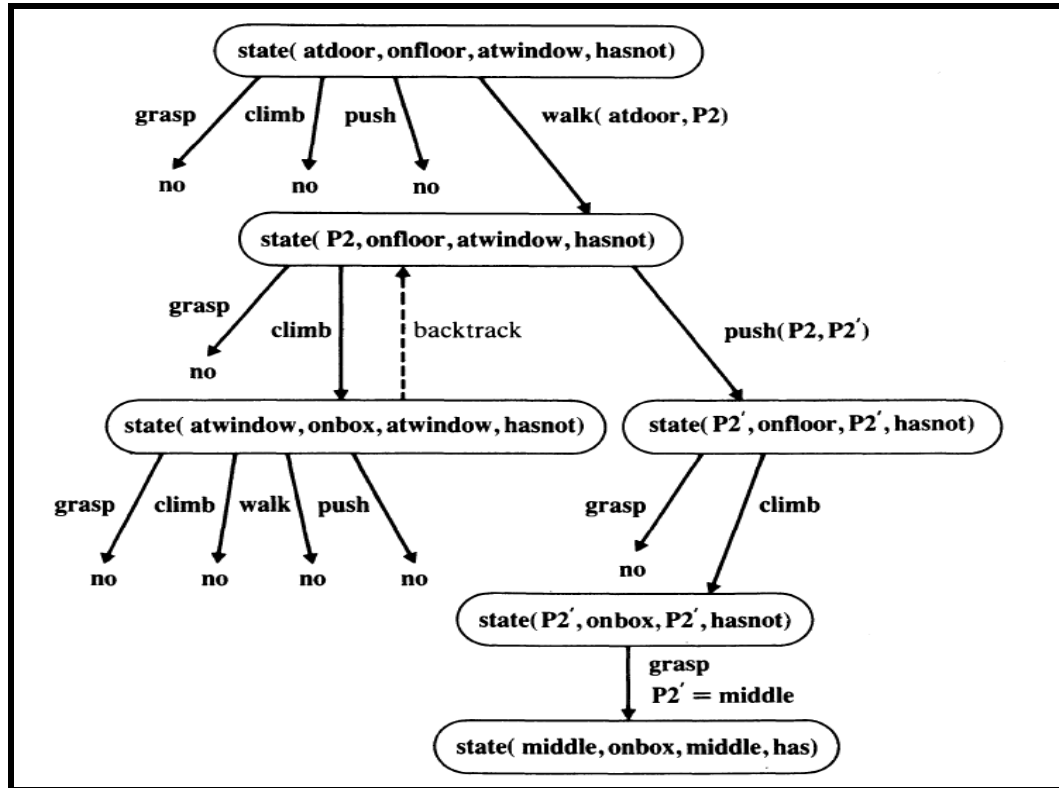 state( atdoor, onfloor, atwindow, hasnot)
grasp
climb
push
walk( atdoor, P2)
no
no
no
state( P2, onfloor, atwindow, hasnot)
grasp
climb
backtrack
push(P2, P2′)
no
state( atwindow, onbox, atwindow, hasnot)
state(P2′, onfloor, P2′, hasnot)
grasp
climb
walk
push
grasp
climb
no
no
no
no
no
state(P2′, onbox, P2′, hasnot)
grasp
P2′ = middle
state( middle, onbox, middle, has)